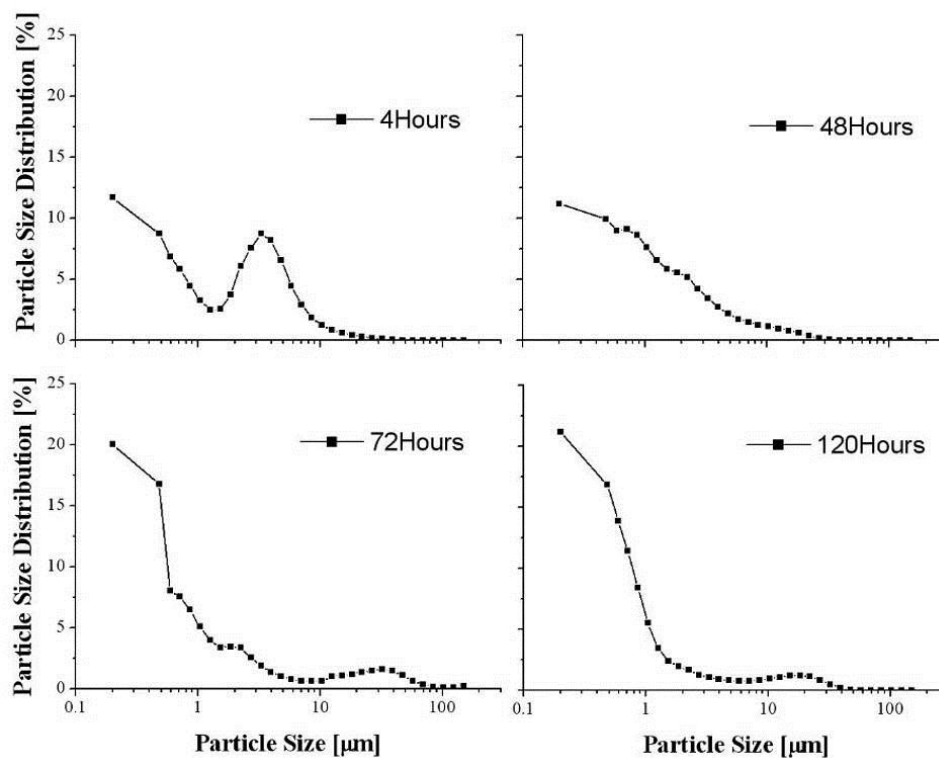 Particle Size Distribution [%]
25
20
15
10
5
0
4Hours
48Hours
Particle Size Distribution [%]
25
20
15
10
5
0
72Hours
120Hours
0.1 1 10 100
0.1 1 10 100
Particle Size [µm]
Particle Size [µm]